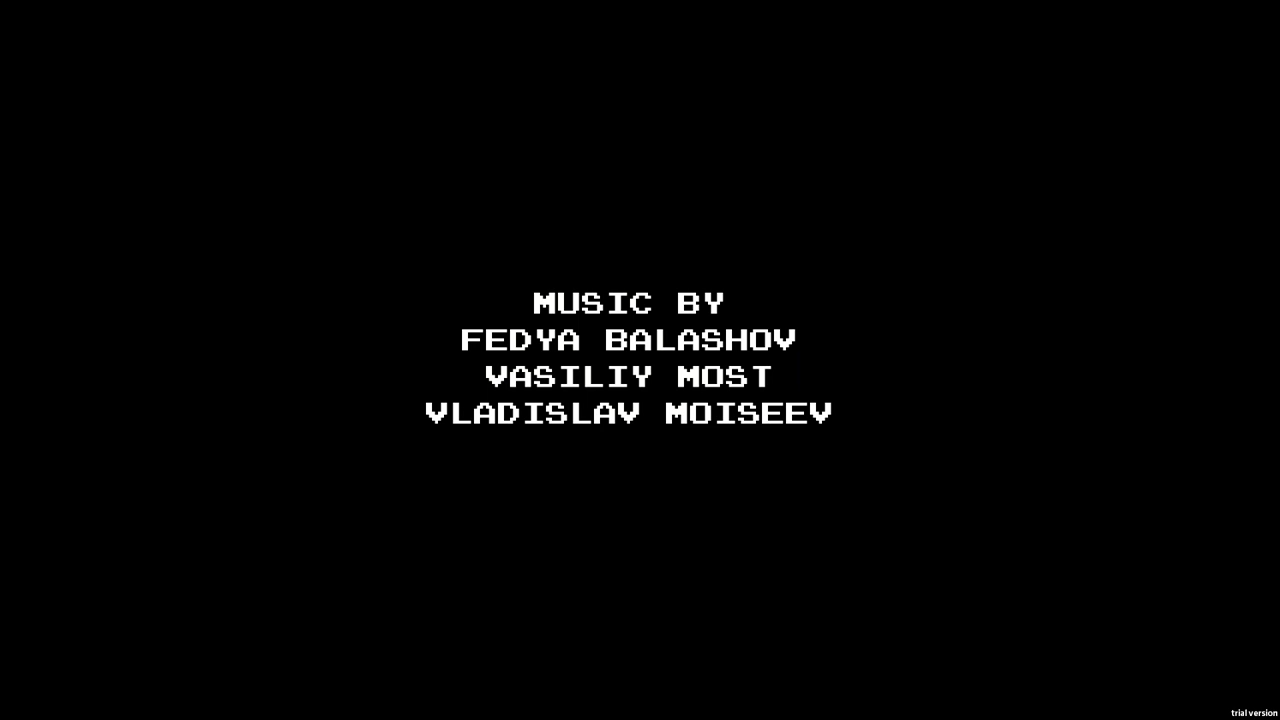 MUSIC BY
FEDYA BALASHOV
VASILIY MOST
VLADISLAV MOISEEV
trial version